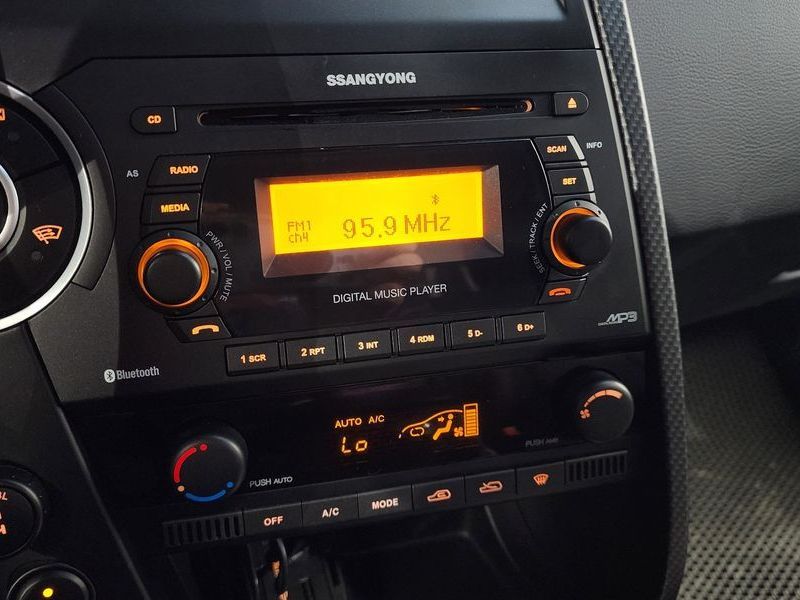 SSANGYONG
CD
SCAN
INFO
AS
RADIO
SET
MEDIA
FM1
ch4
95.9 MHz
PWR / VOL / MUTE
SEEK / TRACK / ENT
DIGITAL MUSIC PLAYER
MP3
1 SCR
2 RPT
3 INT
4 RDM
5 D-
6 D+
Bluetooth
AUTO A/C
Lo
PUSH AUTO
OFF
A/C
MODE